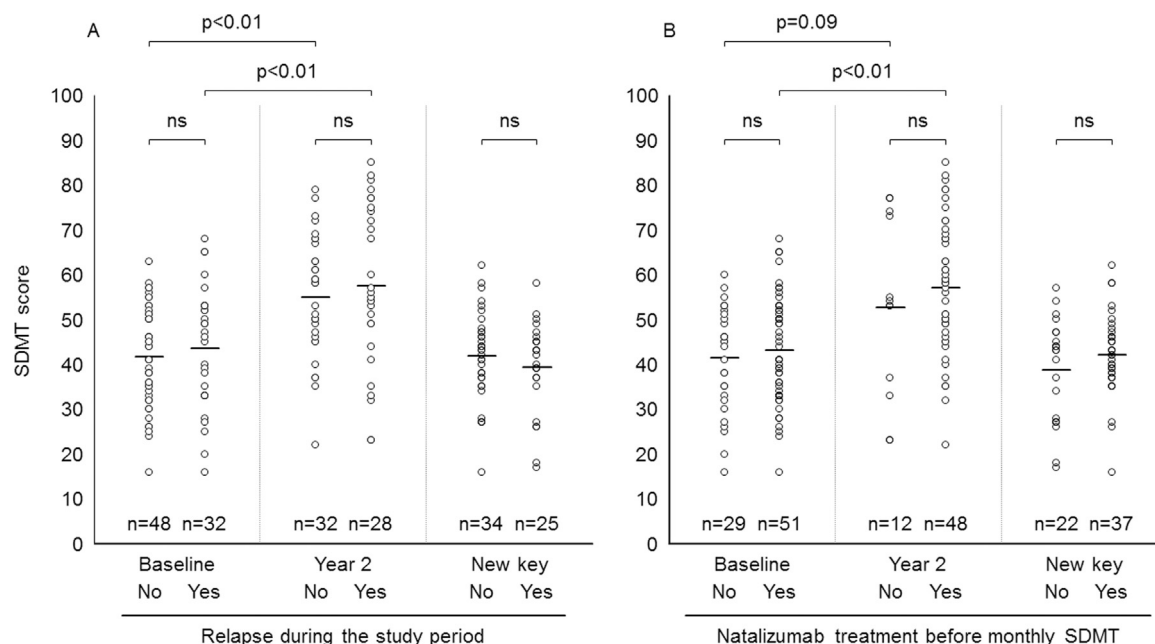 A
p<0.01
p<0.01
ns
ns
ns
SDMT score
100
90
80
70
60
50
40
30
20
10
0
n=48 n=32
n=32 n=28
n=34 n=25
Baseline
Year 2
New key
No Yes
No Yes
No Yes
Relapse during the study period
B
p=0.09
p<0.01
ns
ns
ns
100
90
80
70
60
50
40
30
20
10
0
n=29 n=51
n=12 n=48
n=22 n=37
Baseline
Year 2
New key
No Yes
No Yes
No Yes
Natalizumab treatment before monthly SDMT